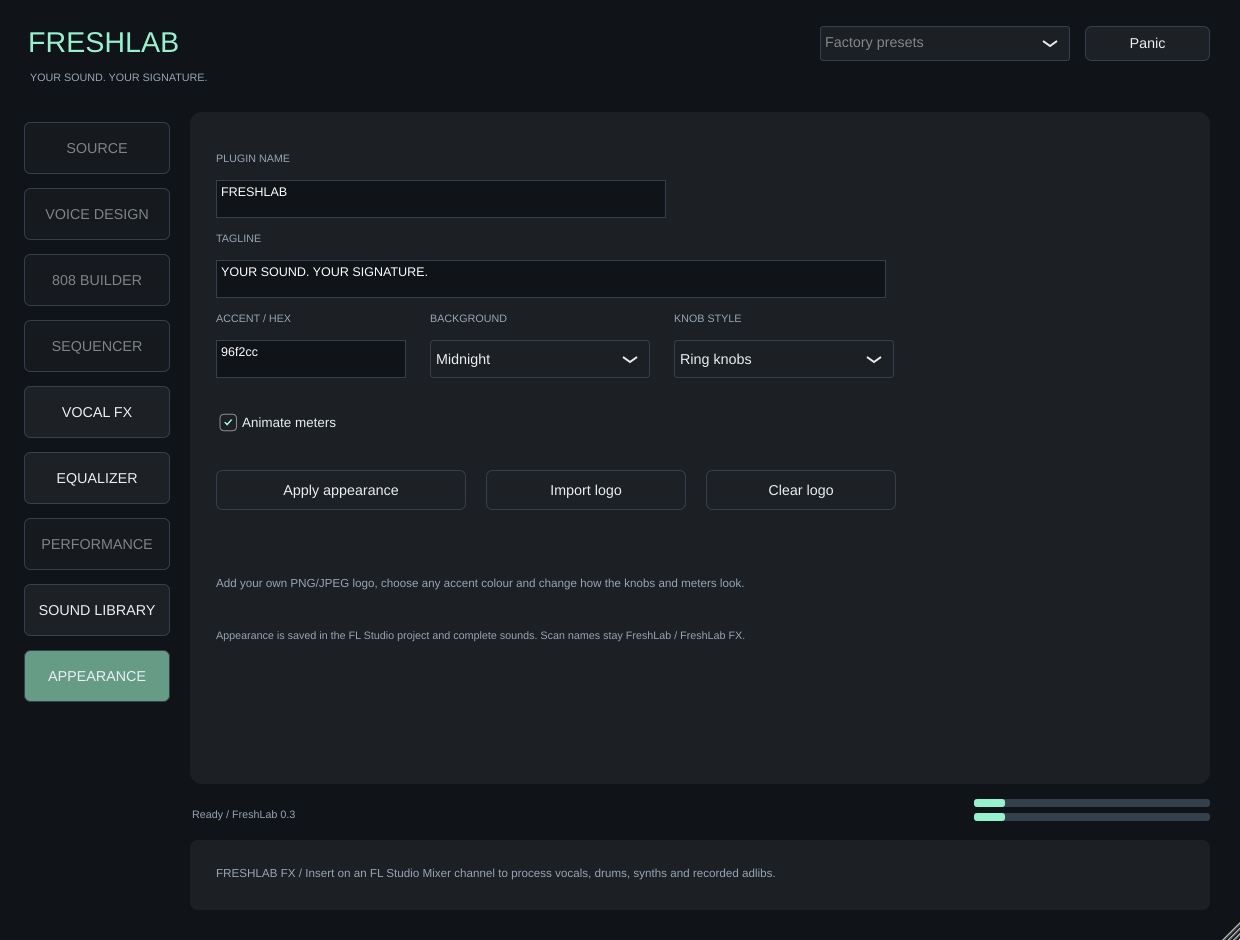 FRESHLAB
YOUR SOUND. YOUR SIGNATURE.
Factory presets
Panic
SOURCE
VOICE DESIGN
808 BUILDER
SEQUENCER
VOCAL FX
EQUALIZER
PERFORMANCE
SOUND LIBRARY
APPEARANCE
PLUGIN NAME
FRESHLAB
TAGLINE
YOUR SOUND. YOUR SIGNATURE.
ACCENT / HEX
BACKGROUND
KNOB STYLE
96f2cc
Midnight
Ring knobs
Animate meters
Apply appearance
Import logo
Clear logo
Add your own PNG/JPEG logo, choose any accent colour and change how the knobs and meters look.
Appearance is saved in the FL Studio project and complete sounds. Scan names stay FreshLab / FreshLab FX.
Ready / FreshLab 0.3
FRESHLAB FX / Insert on an FL Studio Mixer channel to process vocals, drums, synths and recorded adlibs.